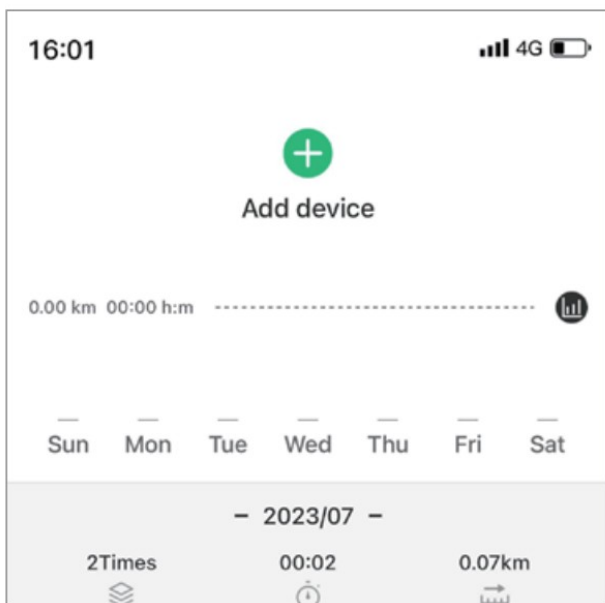 16:01 4G
Add device
0.00 km 00:00 h:m
Sun Mon Tue Wed Thu Fri Sat
- 2023/07 -
2Times 00:02 0.07km